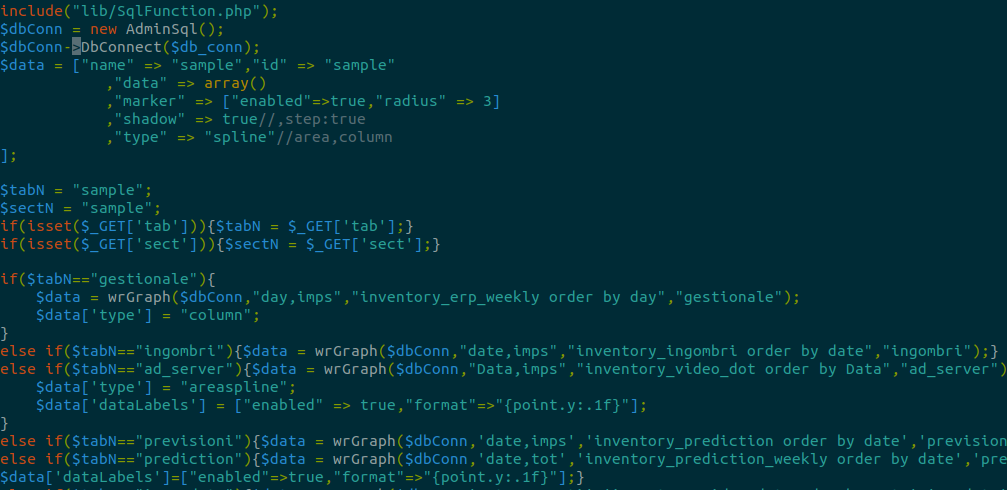 include("lib/SqlFunction.php");
$dbConn = new AdminSql();
$dbConn->DbConnect($db_conn);
$data = ["name" => "sample","id" => "sample"
,"data" => array()
,"marker" => ["enabled"=>true,"radius" => 3]
,"shadow" => true//,step:true
,"type" => "spline"//area,column
];
$tabN = "sample";
$sectN = "sample";
if(isset($_GET['tab'])){$tabN = $_GET['tab'];}
if(isset($_GET['sect'])){$sectN = $_GET['sect'];}
if($tabN=="gestionale"){
$data = wrGraph($dbConn,"day,imps","inventory_erp_weekly order by day","gestionale");
$data['type'] = "column";
}
else if($tabN=="ingombri"){$data = wrGraph($dbConn,"date,imps","inventory_ingombri order by date","ingombri");}
else if($tabN=="ad_server"){$data = wrGraph($dbConn,"Data,imps","inventory_video_dot order by Data","ad_server")
$data['type'] = "areaspline";
$data['dataLabels'] = ["enabled" => true,"format"=>"{point.y:.1f}"];
}
else if($tabN=="previsioni"){$data = wrGraph($dbConn,'date,imps','inventory_prediction order by date','prevision
else if($tabN=="prediction"){$data = wrGraph($dbConn,'date,tot','inventory_prediction_weekly order by date','pre
$data['dataLabels']=["enabled"=>true,"format"=>"{point.y:.1f}"];}